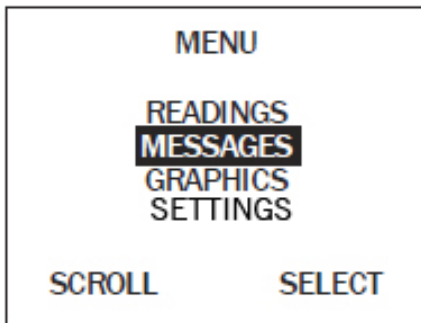 MENU
READINGS
MESSAGES
GRAPHICS
SETTINGS
SCROLL SELECT